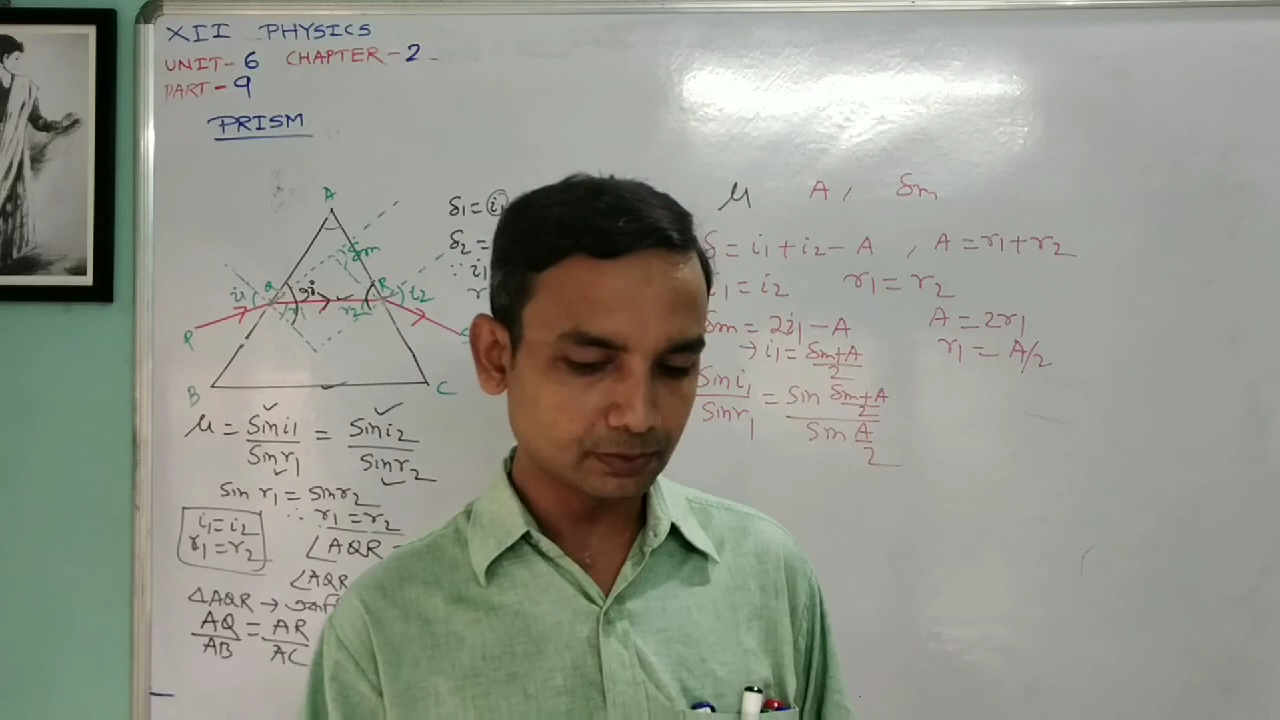 XII PHYSICS
UNIT-6 CHAPTER-2
PART-9
PRISM
A
δm
i1
Q
r1
r2
R
i2
P
B
C
δ1 = i1
δ2 =
∵ i1
r
μ = Sin i1 / Sin r1 = Sin i2 / Sin r2
Sin r1 = Sin r2
∴ r1 = r2
i1 = i2
r1 = r2
∠AQR =
∠AQR
△AQR →
AQ / AB = AR / AC
μ A, δm
δ = i1 + i2 - A , A = r1 + r2
i1 = i2 r1 = r2
δm = 2i1 - A A = 2r1
→ i1 = δm+A / 2 r1 = A/2
Sin i1 / Sin r1 = Sin δm+A / 2 / Sin A / 2